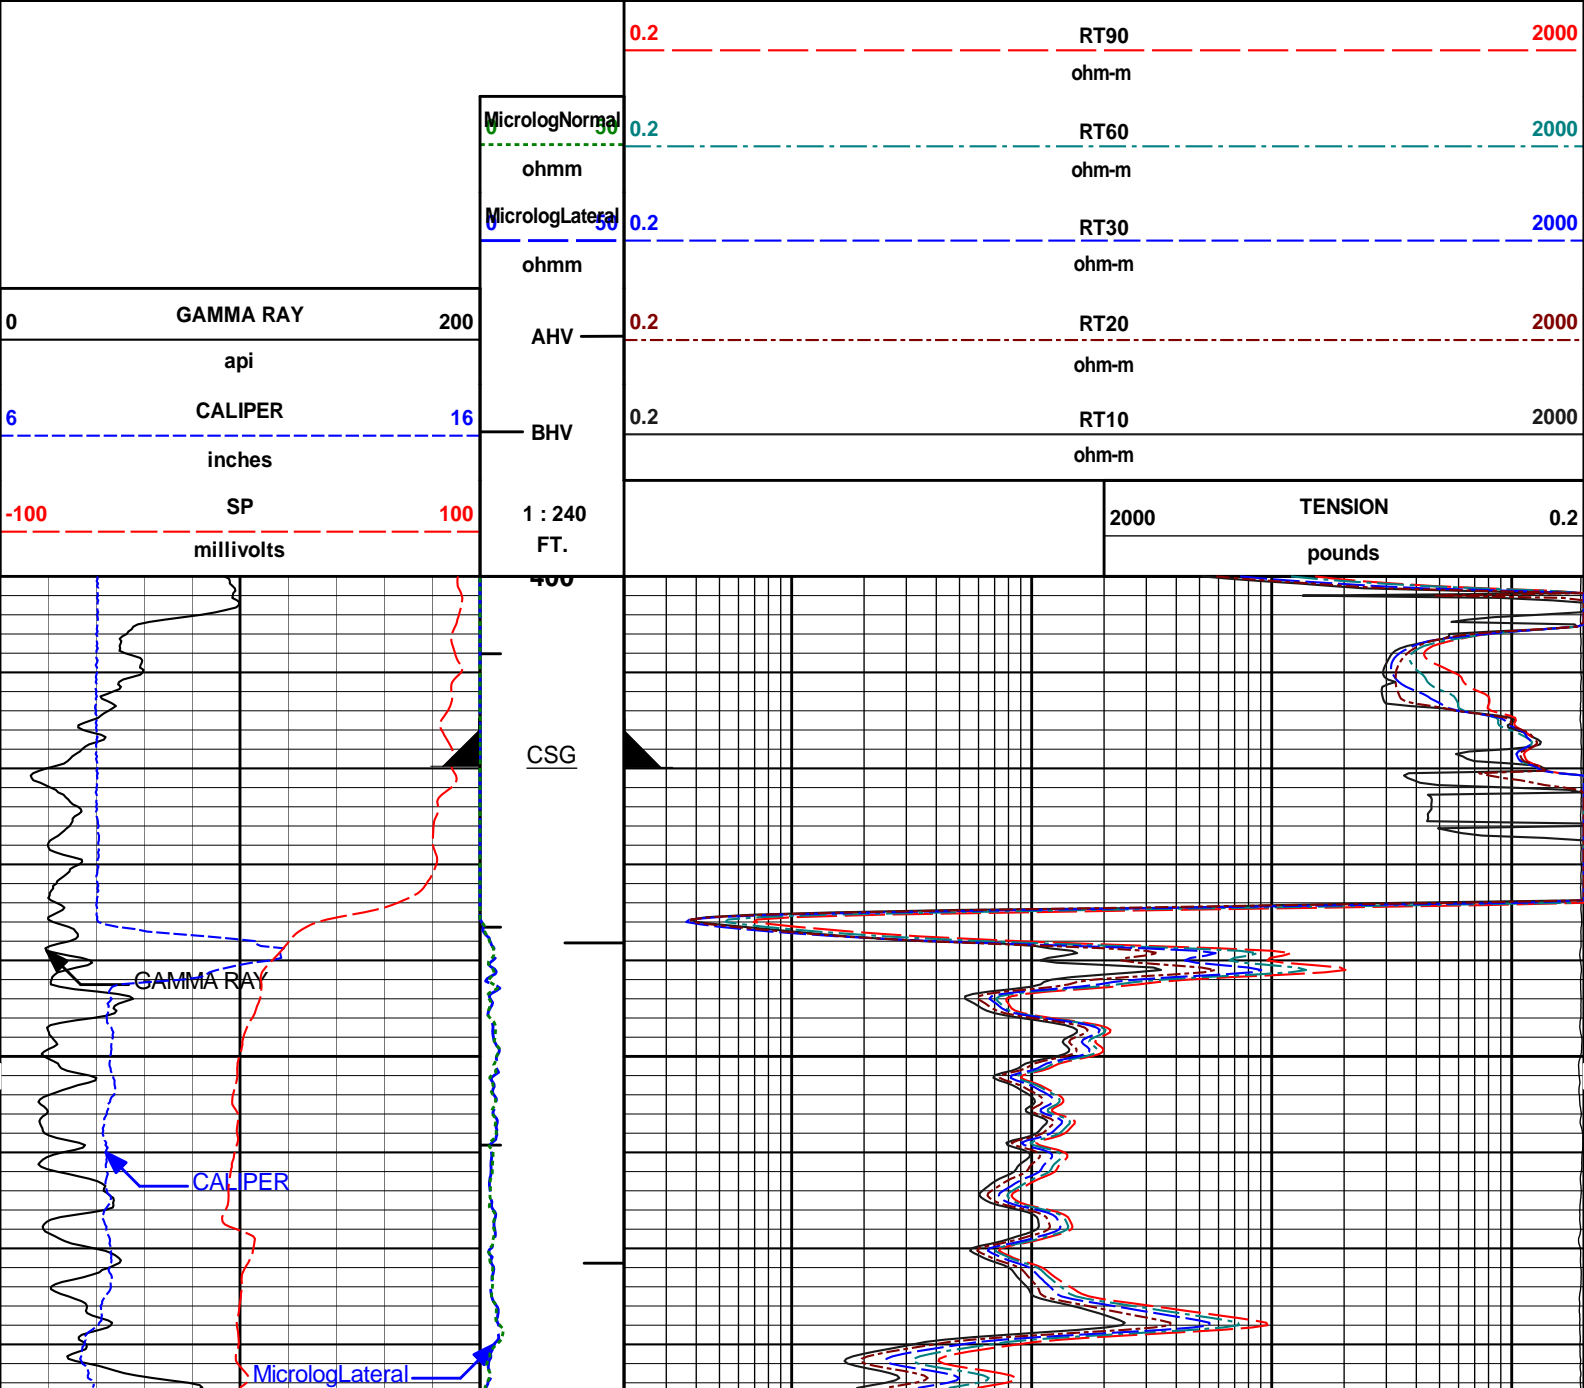 0.2 RT90 2000
ohm-m
MicrologNormal
0 50
0.2 RT60 2000
ohmm
ohm-m
MicrologLateral
0 50
0.2 RT30 2000
ohmm
ohm-m
0 GAMMA RAY 200
AHV
0.2 RT20 2000
api
ohm-m
6 CALIPER 16
BHV
0.2 RT10 2000
inches
ohm-m
-100 SP 100
1 : 240
2000 TENSION 0.2
millivolts
FT.
pounds
400
CSG
GAMMA RAY
CALIPER
MicrologLateral